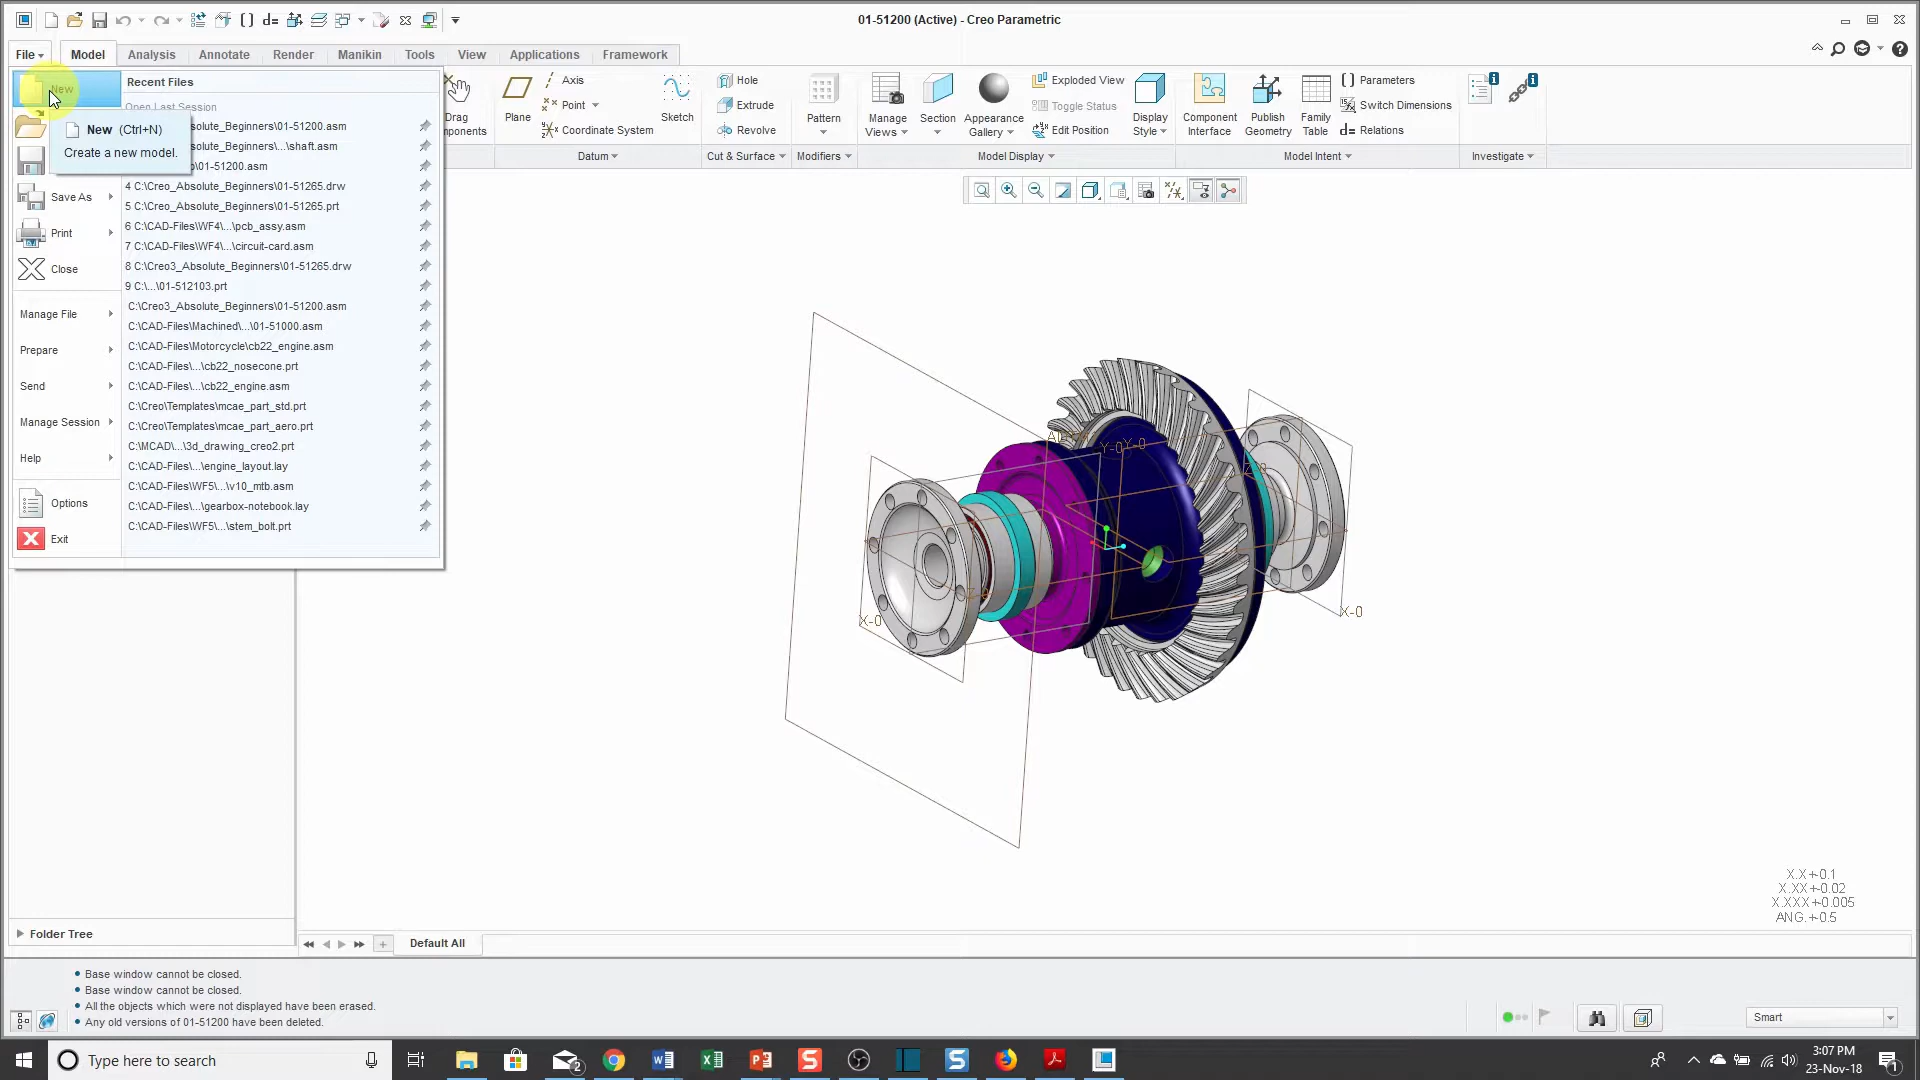 01-51200 (Active) - Creo Parametric
File Model Analysis Annotate Render Manikin Tools View Applications Framework
New
Recent Files
Open Last Session
New (Ctrl+N)
Create a new model.
solute_Beginners\01-51200.asm
solute_Beginners\...\shaft.asm
\01-51200.asm
4 C:\Creo_Absolute_Beginners\01-51265.drw
5 C:\Creo_Absolute_Beginners\01-51265.prt
6 C:\CAD-Files\WF4\...\pcb_assy.asm
7 C:\CAD-Files\WF4\...\circuit-card.asm
8 C:\Creo3_Absolute_Beginners\01-51265.drw
9 C:\...\01-512103.prt
C:\Creo3_Absolute_Beginners\01-51200.asm
C:\CAD-Files\Machined\...\01-51000.asm
C:\CAD-Files\Motorcycle\cb22_engine.asm
C:\CAD-Files\...\cb22_nosecone.prt
C:\CAD-Files\...\cb22_engine.asm
C:\Creo\Templates\mcae_part_std.prt
C:\Creo\Templates\mcae_part_aero.prt
C:\MCAD\...\3d_drawing_creo2.prt
C:\CAD-Files\...\engine_layout.lay
C:\CAD-Files\WF5\...\v10_mtb.asm
C:\CAD-Files\...\gearbox-notebook.lay
C:\CAD-Files\WF5\...\stem_bolt.prt
Save As
Print
Close
Manage File
Prepare
Send
Manage Session
Help
Options
Exit
Drag
mponents
Plane
Axis
Point
Coordinate System
Sketch
Datum
Hole
Extrude
Revolve
Cut & Surface
Pattern
Modifiers
Manage
Views
Section
Appearance
Gallery
Exploded View
Toggle Status
Edit Position
Display
Style
Model Display
Component
Interface
Publish
Geometry
Family
Table
Parameters
Switch Dimensions
d= Relations
Model Intent
Investigate
Y-0
Y-0
Z-0
Z-0
X-0
X-0
X.X+-0.1
X.XX+-0.02
X.XXX+-0.005
ANG.+-0.5
Folder Tree
Default All
Base window cannot be closed.
Base window cannot be closed.
All the objects which were not displayed have been erased.
Any old versions of 01-51200 have been deleted.
Smart
Type here to search
2
3:07 PM
23-Nov-18
1